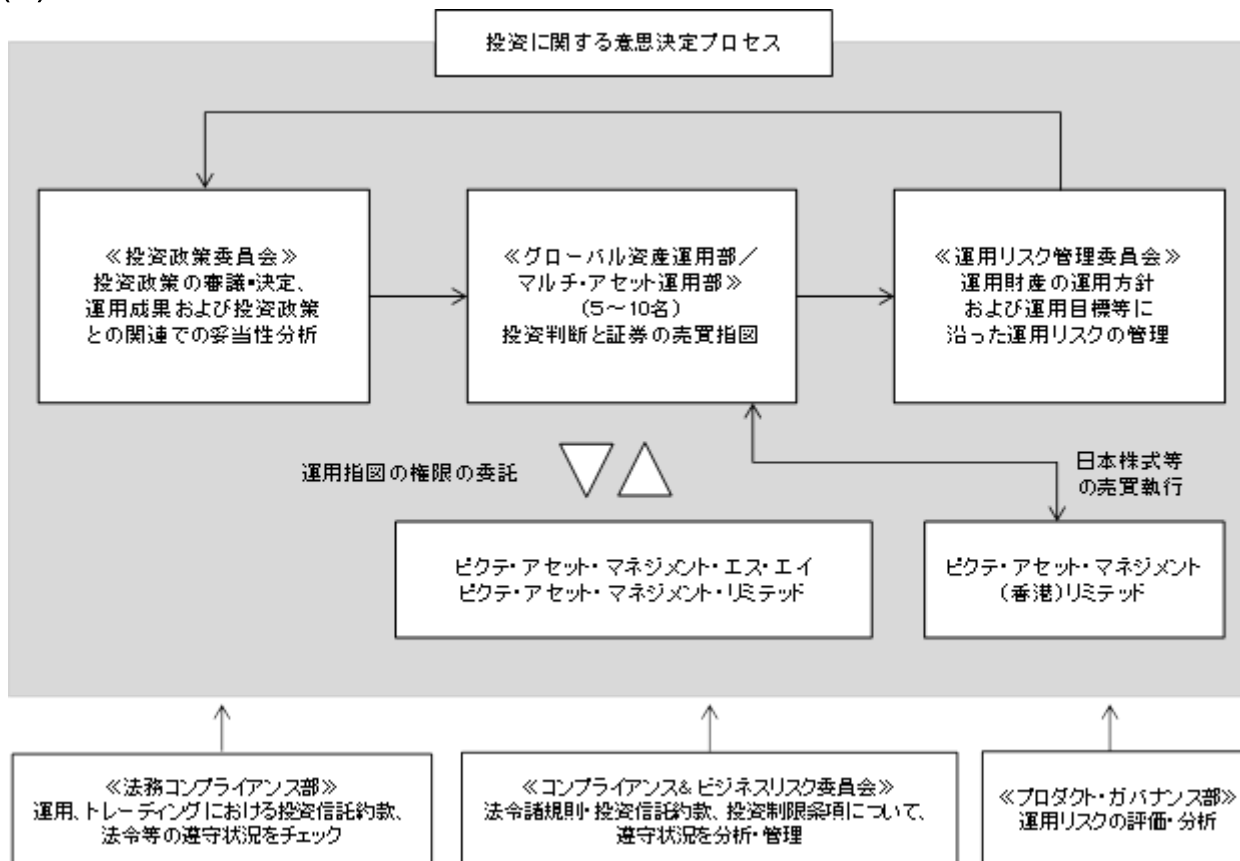 投資に関する意思決定プロセス
≪投資政策委員会≫
投資政策の審議・決定、
運用成果および投資政策
との関連での妥当性分析
≪グローバル資産運用部／
マルチ・アセット運用部≫
(5～10名)
投資判断と証券の売買指図
≪運用リスク管理委員会≫
運用財産の運用方針
および運用目標等に
沿った運用リスクの管理
運用指図の権限の委託
日本株式等
の売買執行
ピクテ・アセット・マネジメント・エス・エイ
ピクテ・アセット・マネジメント・リミテッド
ピクテ・アセット・マネジメント
(香港)リミテッド
≪法務コンプライアンス部≫
運用、トレーディングにおける投資信託約款、
法令等の遵守状況をチェック
≪コンプライアンス&ビジネスリスク委員会≫
法令諸規則・投資信託約款、投資制限条項について、
遵守状況を分析・管理
≪プロダクト・ガバナンス部≫
運用リスクの評価・分析